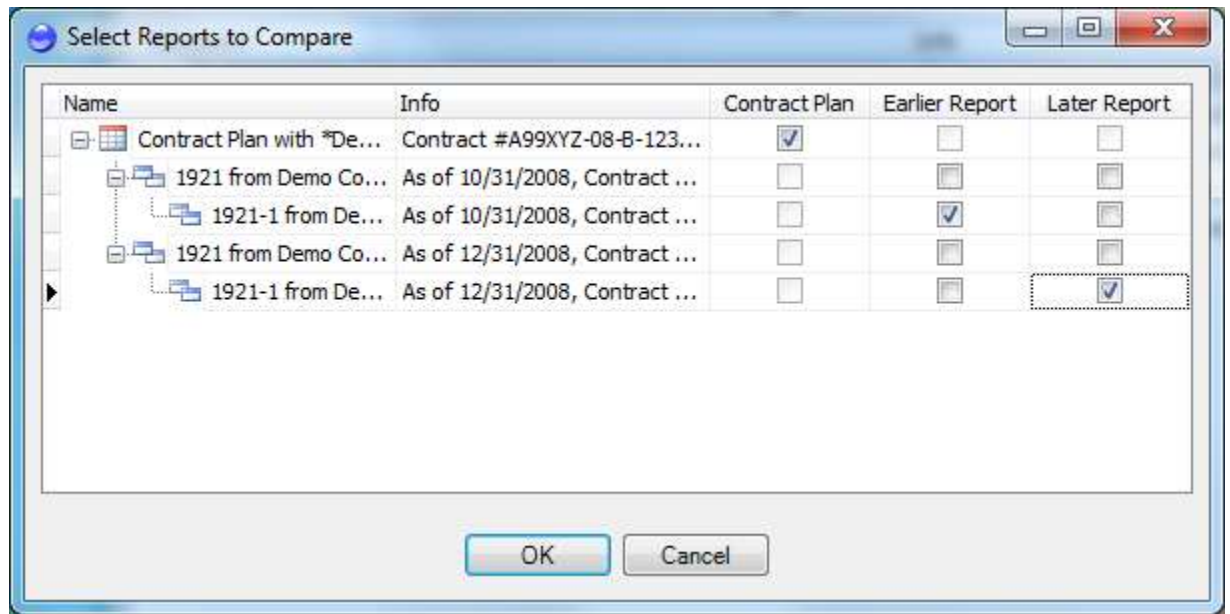 Select Reports to Compare
Name Info Contract Plan Earlier Report Later Report
Contract Plan with *De... Contract #A99XYZ-08-B-123...
1921 from Demo Co... As of 10/31/2008, Contract ...
1921-1 from De... As of 10/31/2008, Contract ...
1921 from Demo Co... As of 12/31/2008, Contract ...
1921-1 from De... As of 12/31/2008, Contract ...
OK Cancel